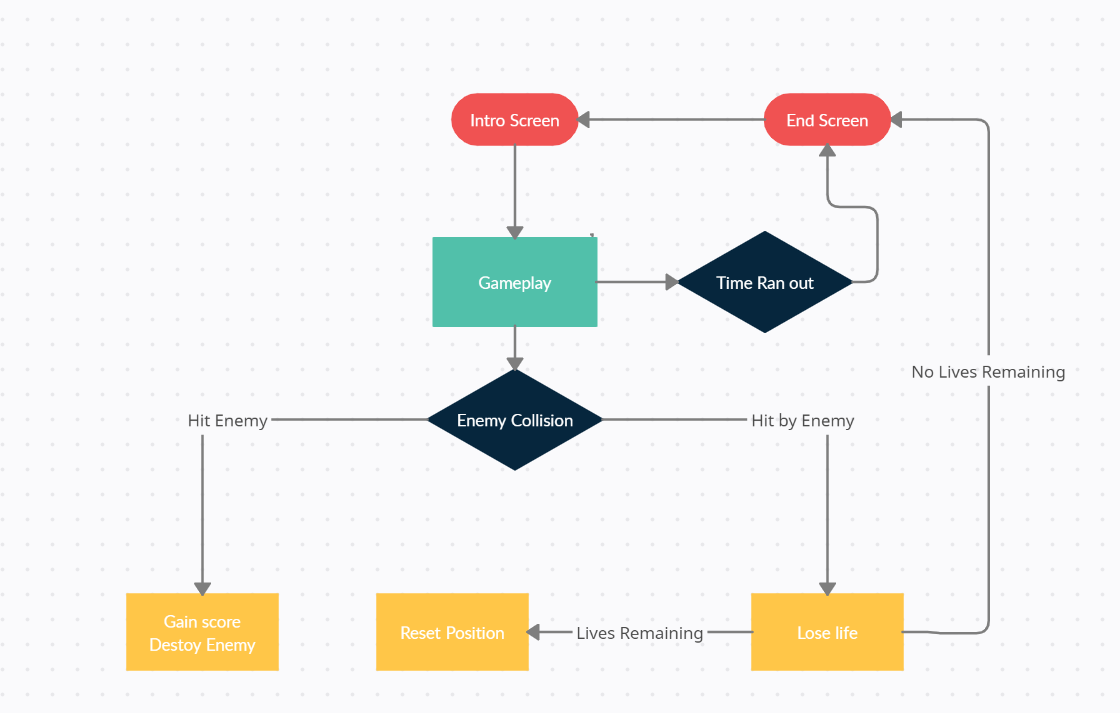 Intro Screen
End Screen
Gameplay
Time Ran out
No Lives Remaining
Hit Enemy
Enemy Collision
Hit by Enemy
Gain score
Destoy Enemy
Reset Position
Lives Remaining
Lose life